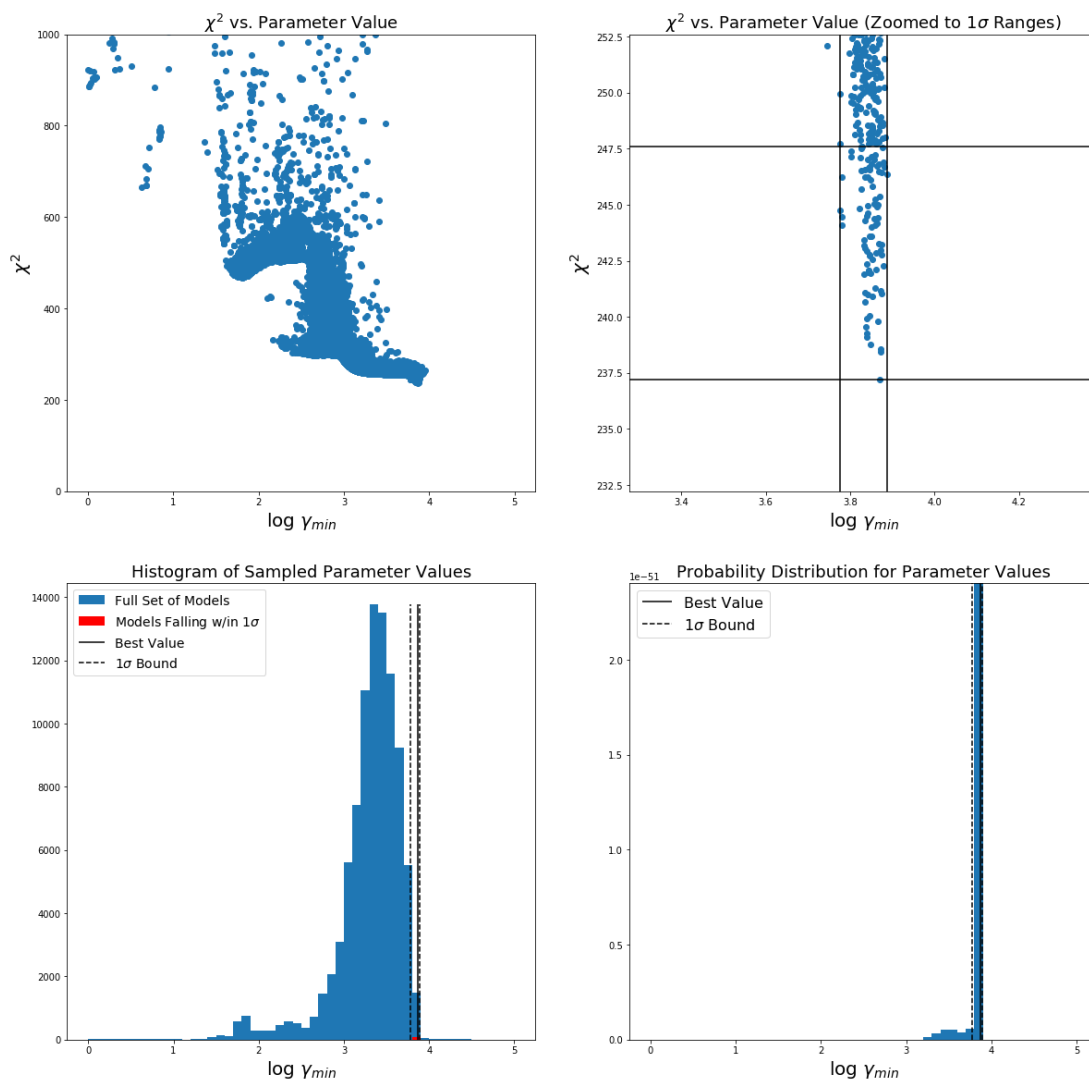 χ² vs. Parameter Value
1000
800
600
400
200
0
χ²
0 1 2 3 4 5
log γmin
χ² vs. Parameter Value (Zoomed to 1σ Ranges)
252.5
250.0
247.5
245.0
242.5
240.0
237.5
235.0
232.5
χ²
3.4 3.6 3.8 4.0 4.2
log γmin
Histogram of Sampled Parameter Values
14000
12000
10000
8000
6000
4000
2000
0
Full Set of Models
Models Falling w/in 1σ
Best Value
1σ Bound
0 1 2 3 4 5
log γmin
Probability Distribution for Parameter Values
1e−51
2.0
1.5
1.0
0.5
0.0
Best Value
1σ Bound
0 1 2 3 4 5
log γmin